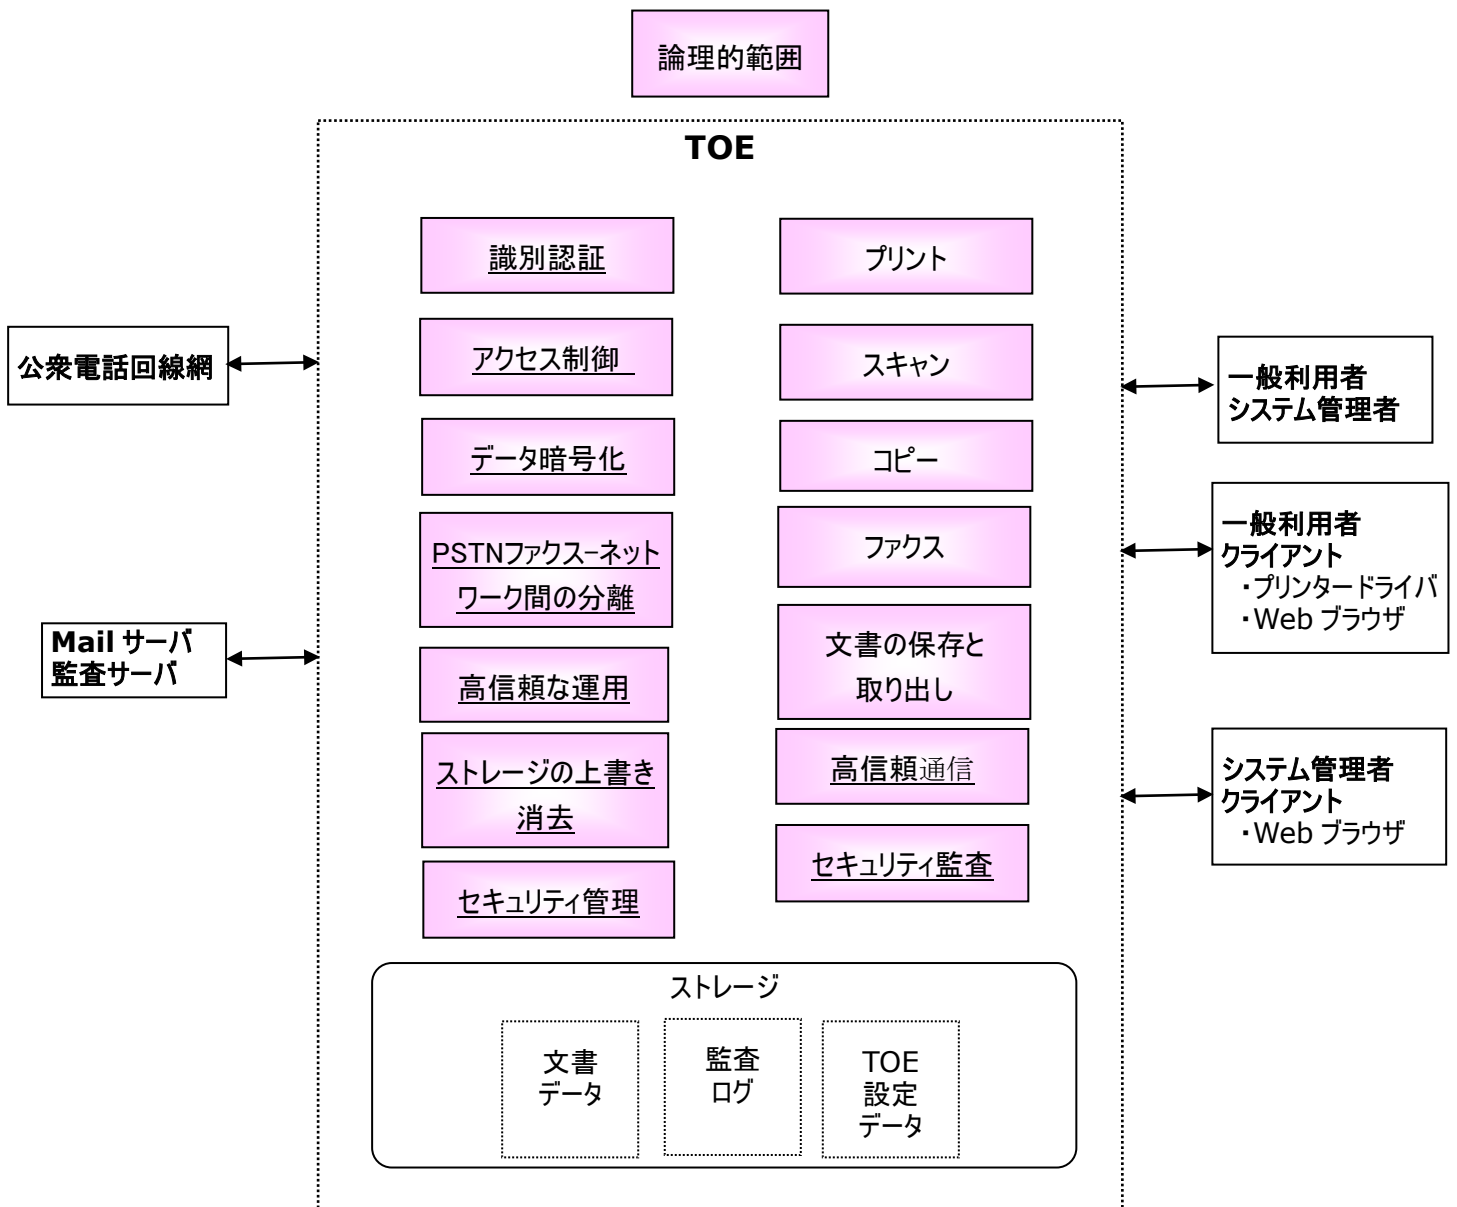 論理的範囲
TOE
識別認証
アクセス制御
データ暗号化
PSTNファクス−ネット
ワーク間の分離
高信頼な運用
ストレージの上書き
消去
セキュリティ管理
プリント
スキャン
コピー
ファクス
文書の保存と
取り出し
高信頼通信
セキュリティ監査
公衆電話回線網
Mail サーバ
監査サーバ
一般利用者
システム管理者
一般利用者
クライアント
・プリンタードライバ
・Web ブラウザ
システム管理者
クライアント
・Web ブラウザ
ストレージ
文書
データ
監査
ログ
TOE
設定
データ